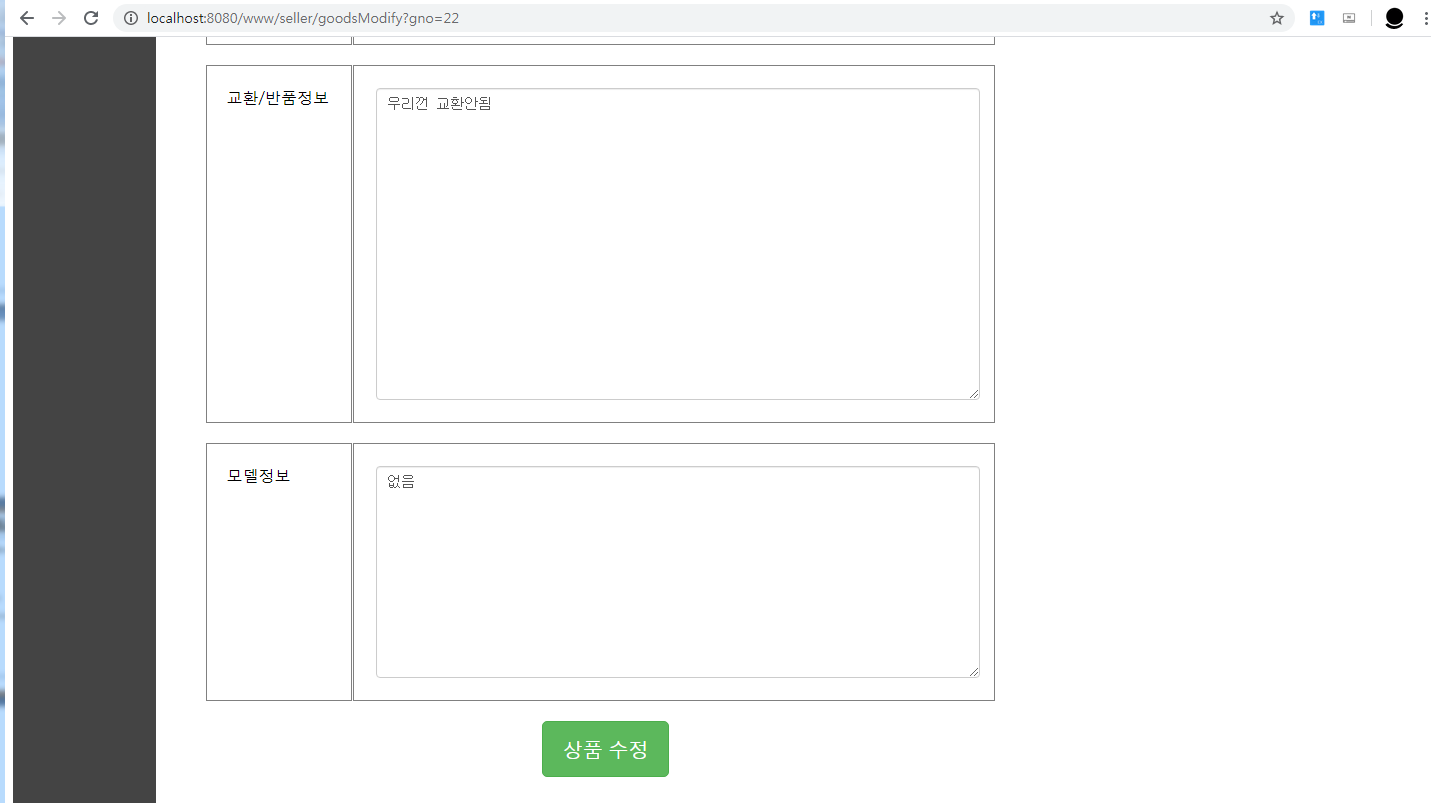 localhost:8080/www/seller/goodsModify?gno=22
교환/반품정보
우리껀 교환안됨
모델정보
없음
상품 수정